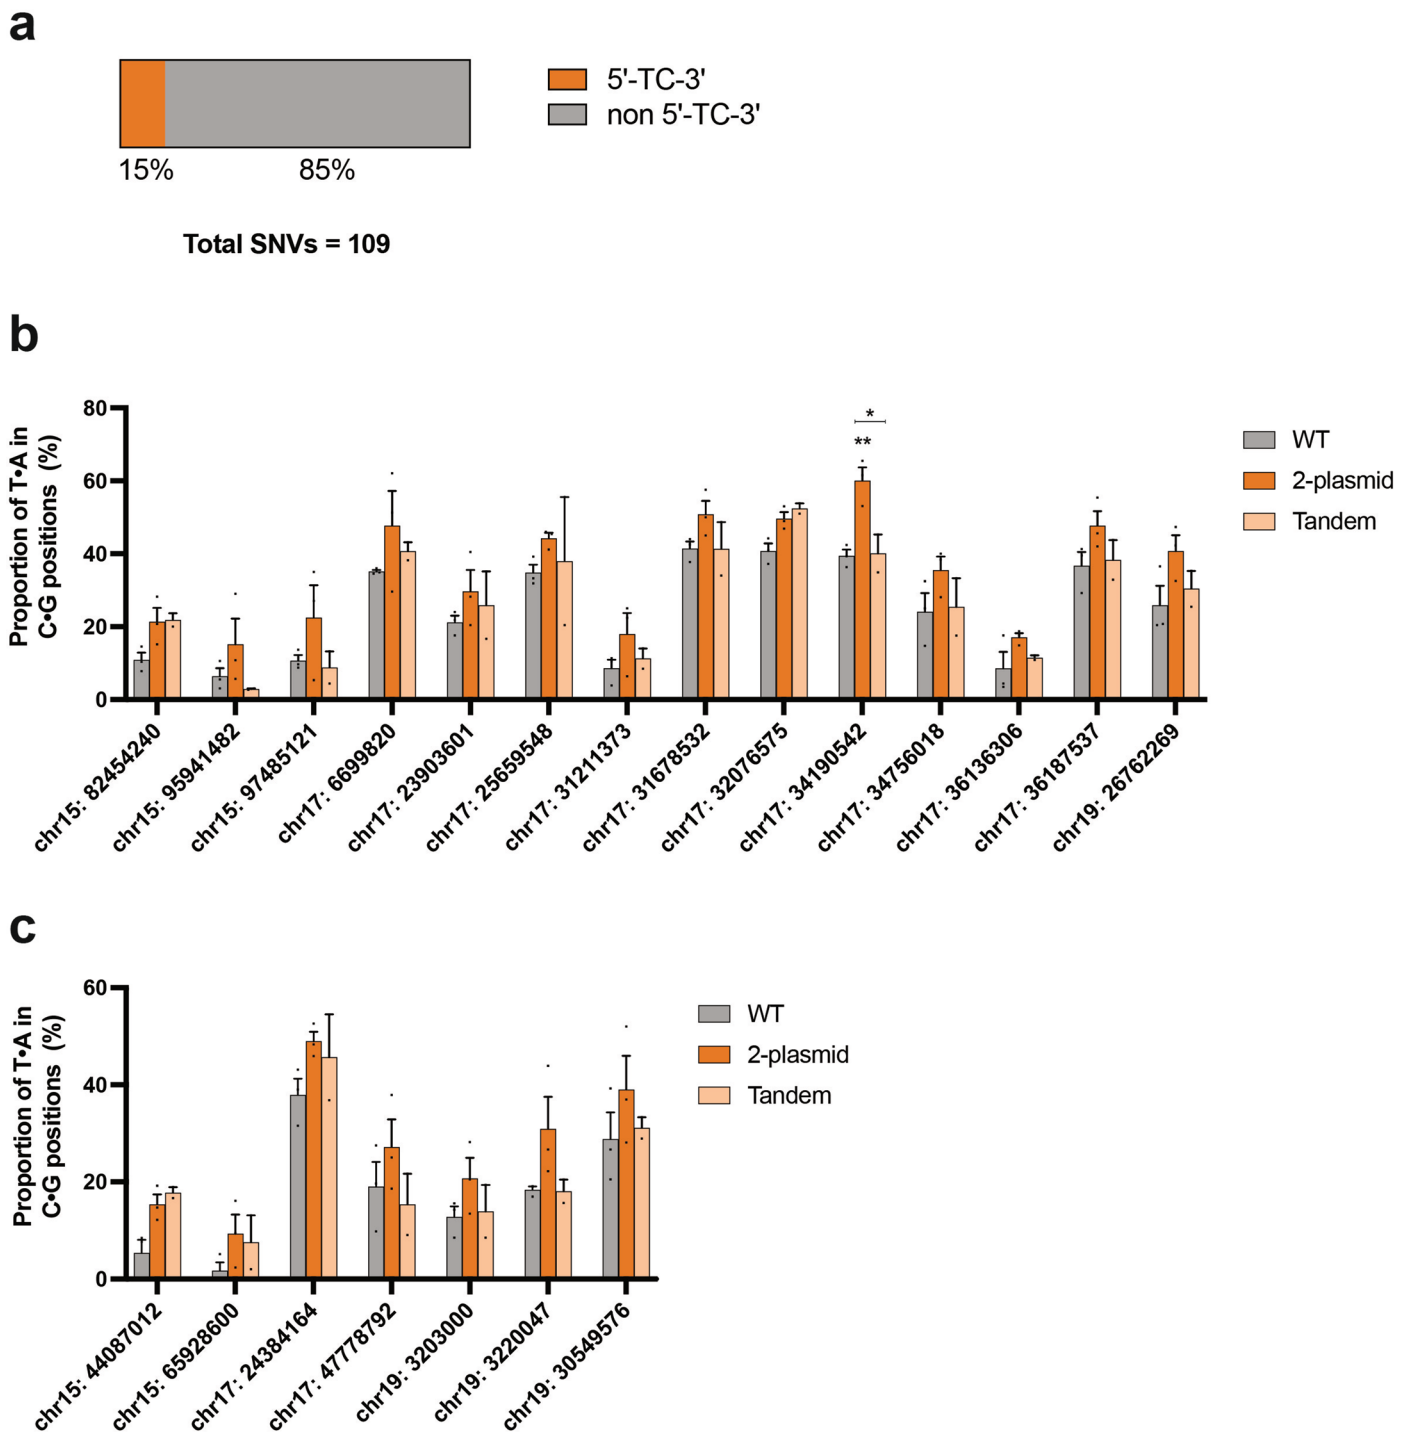 a
5'-TC-3'
non 5'-TC-3'
15%
85%
Total SNVs = 109
b
Proportion of T•A in
C•G positions (%)
80
60
40
20
0
*
**
WT
2-plasmid
Tandem
chr15: 82454240
chr15: 95941482
chr15: 97485121
chr17: 6699820
chr17: 23903601
chr17: 25659548
chr17: 31211373
chr17: 31678532
chr17: 32076575
chr17: 34190542
chr17: 34756018
chr17: 36136306
chr17: 36187537
chr19: 26762269
c
Proportion of T•A in
C•G positions (%)
60
40
20
0
WT
2-plasmid
Tandem
chr15: 44087012
chr15: 65928600
chr17: 24384164
chr17: 47778792
chr19: 3203000
chr19: 3220047
chr19: 30549576